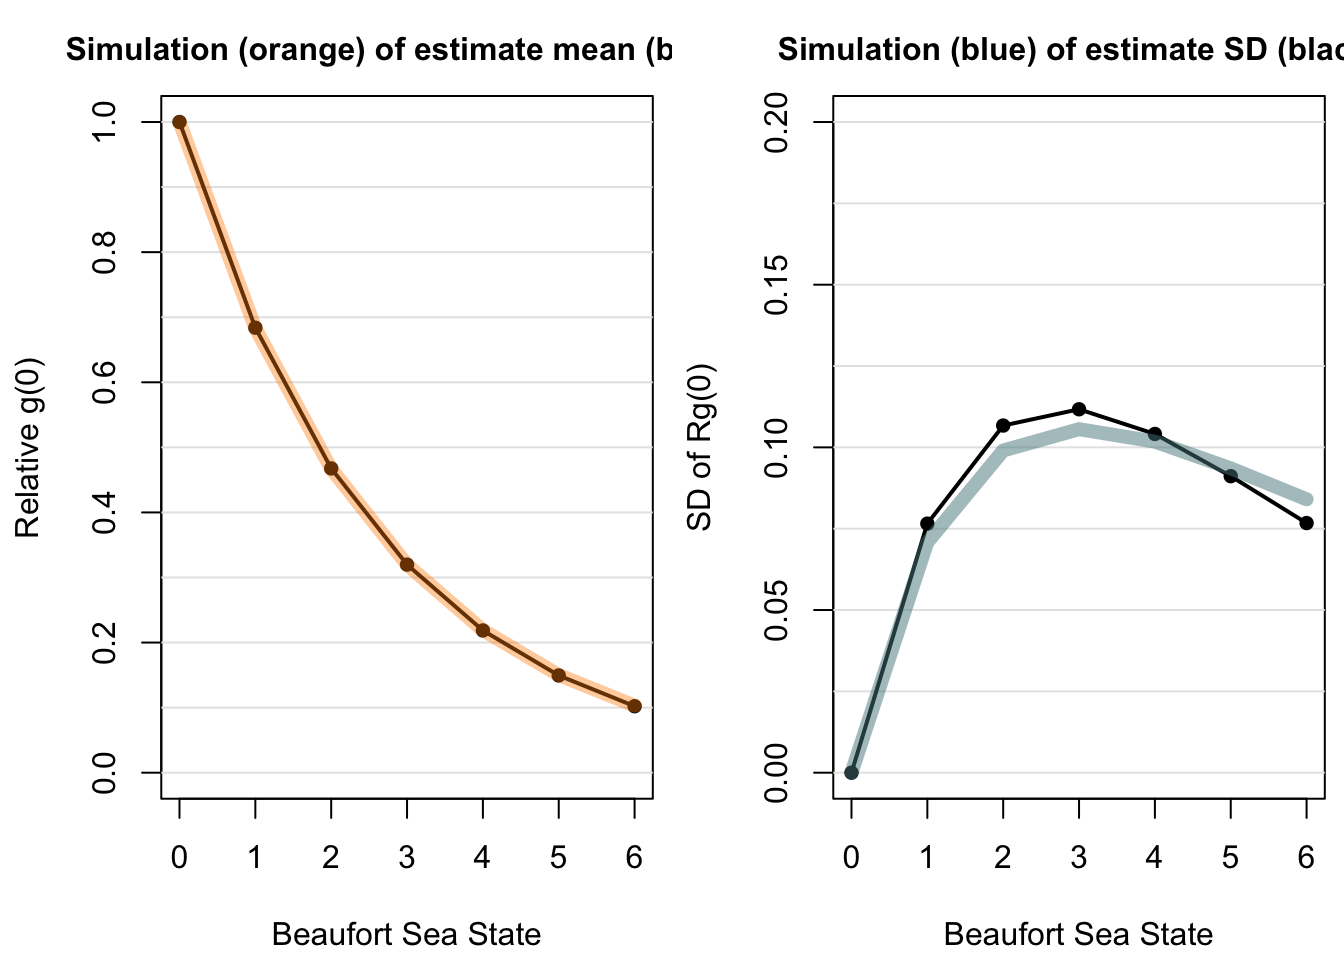 Simulation (orange) of estimate mean (b
Relative g(0)
1.0
0.8
0.6
0.4
0.2
0.0
0 1 2 3 4 5 6
Beaufort Sea State
Simulation (blue) of estimate SD (blac
SD of Rg(0)
0.20
0.15
0.10
0.05
0.00
0 1 2 3 4 5 6
Beaufort Sea State